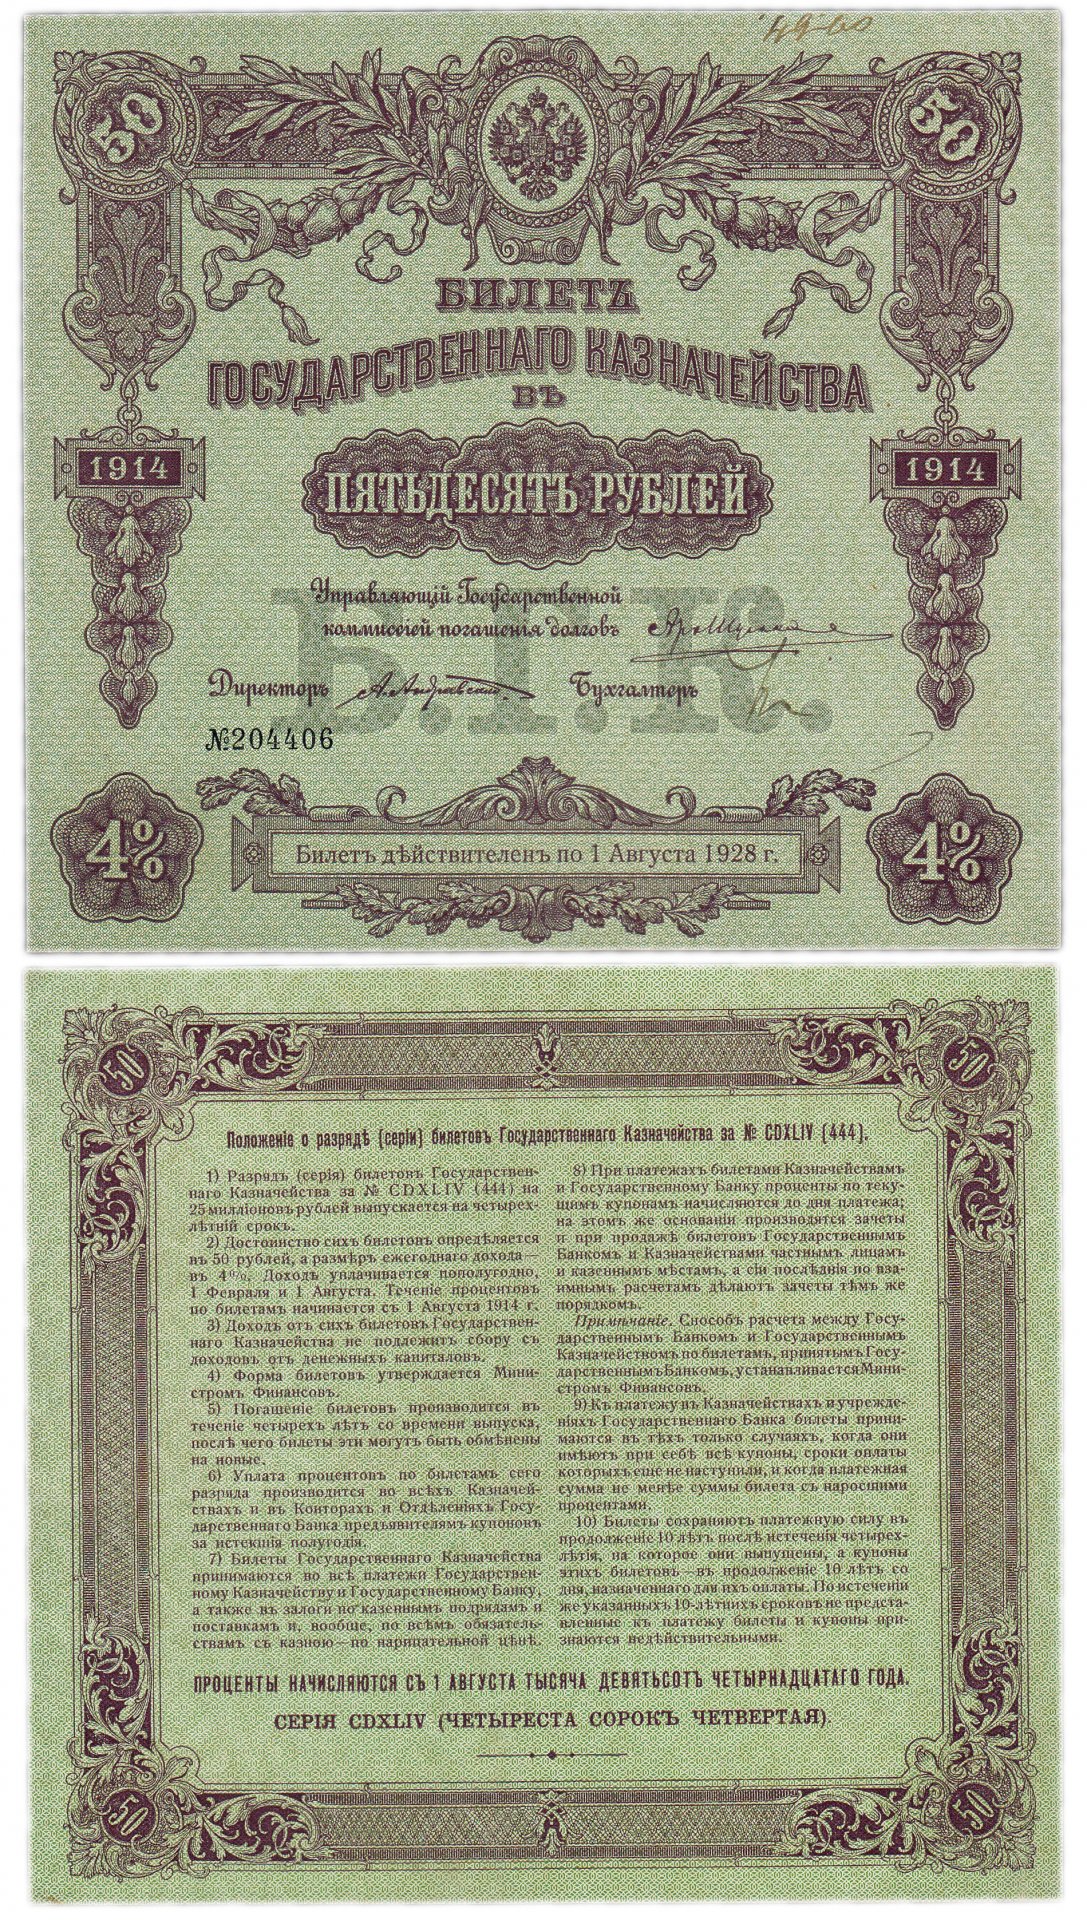 50 50
БИЛЕТЪ
ГОСУДАРСТВЕННАГО КАЗНАЧЕЙСТВА
ВЪ
1914 ПЯТЬДЕСЯТЪ РУБЛЕЙ 1914
Б.Г.К.
Управляющій Государственной
коммиссіей погашенія долговъ
Директоръ Бухгалтеръ
№204406
4% Билетъ дѣйствителенъ по 1 Августа 1928 г. 4%
50 50
Положеніе о разрядѣ (серіи) билетовъ Государственнаго Казначейства за № CDXLIV (444).
1) Разрядъ (серія) билетовъ Государствен-
наго Казначейства за № CDXLIV (444) на
25 милліоновъ рублей выпускается на четырех-
лѣтній срокъ.
2) Достоинство сихъ билетовъ опредѣляется
въ 50 рублей, а размѣръ ежегоднаго дохода—
въ 4%. Доходъ уплачивается пополугодно,
1 Февраля и 1 Августа. Теченіе процентовъ
по билетамъ начинается съ 1 Августа 1914 г.
3) Доходъ отъ сихъ билетовъ Государствен-
наго Казначейства не подлежитъ сбору съ
доходовъ отъ денежныхъ капиталовъ.
4) Форма билетовъ утверждается Мини-
стромъ Финансовъ.
5) Погашеніе билетовъ производится въ
теченіе четырехъ лѣтъ со времени выпуска,
послѣ чего билеты эти могутъ быть обмѣнены
на новые.
6) Уплата процентовъ по билетамъ сего
разряда производится во всѣхъ Казначей-
ствахъ и въ Конторахъ и Отдѣленіяхъ Госу-
дарственнаго Банка предъявителямъ купоновъ
за истекшія полугодія.
7) Билеты Государственнаго Казначейства
принимаются во всѣ платежи Государствен-
ному Казначейству и Государственному Банку,
а также въ залоги по казеннымъ подрядамъ и
поставкамъ и, вообще, по всѣмъ обязатель-
ствамъ съ казною—по нарицательной цѣнѣ.
8) При платежахъ билетами Казначействамъ
и Государственному Банку проценты по теку-
щимъ купонамъ начисляются до дня платежа;
на этомъ же основаніи производятся зачеты
и при продажѣ билетовъ Государственнымъ
Банкомъ и Казначействами частнымъ лицамъ
и казеннымъ мѣстамъ, а сіи послѣднія по вза-
имнымъ расчетамъ дѣлаютъ зачеты тѣмъ же
порядкомъ.
Примѣчаніе. Способъ расчета между Госу-
дарственнымъ Банкомъ и Государственнымъ
Казначействомъ по билетамъ, принятымъ Госу-
дарственнымъ Банкомъ, устанавливается Мини-
стромъ Финансовъ.
9) Къ платежу въ Казначействахъ и учрежде-
ніяхъ Государственнаго Банка билеты прини-
маются въ тѣхъ только случаяхъ, когда они
имѣютъ при себѣ всѣ купоны, сроки оплаты
которыхъ еще не наступили, и когда платежная
сумма не менѣе суммы билета съ наросшими
процентами.
10) Билеты сохраняютъ платежную силу въ
продолженіе 10 лѣтъ послѣ истеченія четырех-
лѣтія, на которое они выпущены, а купоны
этихъ билетовъ—въ продолженіе 10 лѣтъ со
дня, назначеннаго для ихъ оплаты. По истеченіи
же указанныхъ 10-лѣтнихъ сроковъ не предста-
вленные къ платежу билеты и купоны при-
знаются недѣйствительными.
ПРОЦЕНТЫ НАЧИСЛЯЮТСЯ СЪ 1 АВГУСТА ТЫСЯЧА ДЕВЯТЬСОТЪ ЧЕТЫРНАДЦАТАГО ГОДА.
СЕРІЯ CDXLIV (ЧЕТЫРЕСТА СОРОКЪ ЧЕТВЕРТАЯ).
50 50